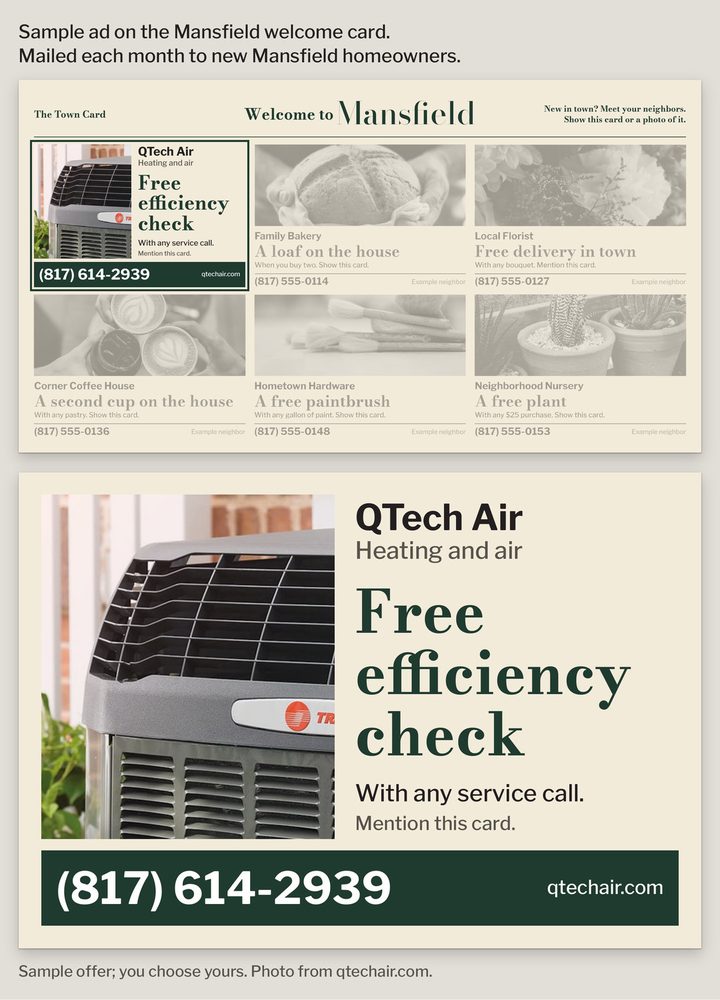 Sample ad on the Mansfield welcome card.
Mailed each month to new Mansfield homeowners.
The Town Card
Welcome to Mansfield
New in town? Meet your neighbors.
Show this card or a photo of it.
QTech Air
Heating and air
Free
efficiency
check
With any service call.
Mention this card.
(817) 614-2939
qtechair.com
Family Bakery
A loaf on the house
When you buy two. Show this card.
(817) 555-0114
Example neighbor
Local Florist
Free delivery in town
With any bouquet. Mention this card.
(817) 555-0127
Example neighbor
Corner Coffee House
A second cup on the house
With any pastry. Show this card.
(817) 555-0136
Example neighbor
Hometown Hardware
A free paintbrush
With any gallon of paint. Show this card.
(817) 555-0148
Example neighbor
Neighborhood Nursery
A free plant
With any $25 purchase. Show this card.
(817) 555-0153
Example neighbor
QTech Air
Heating and air
Free
efficiency
check
With any service call.
Mention this card.
TR
(817) 614-2939
qtechair.com
Sample offer; you choose yours. Photo from qtechair.com.